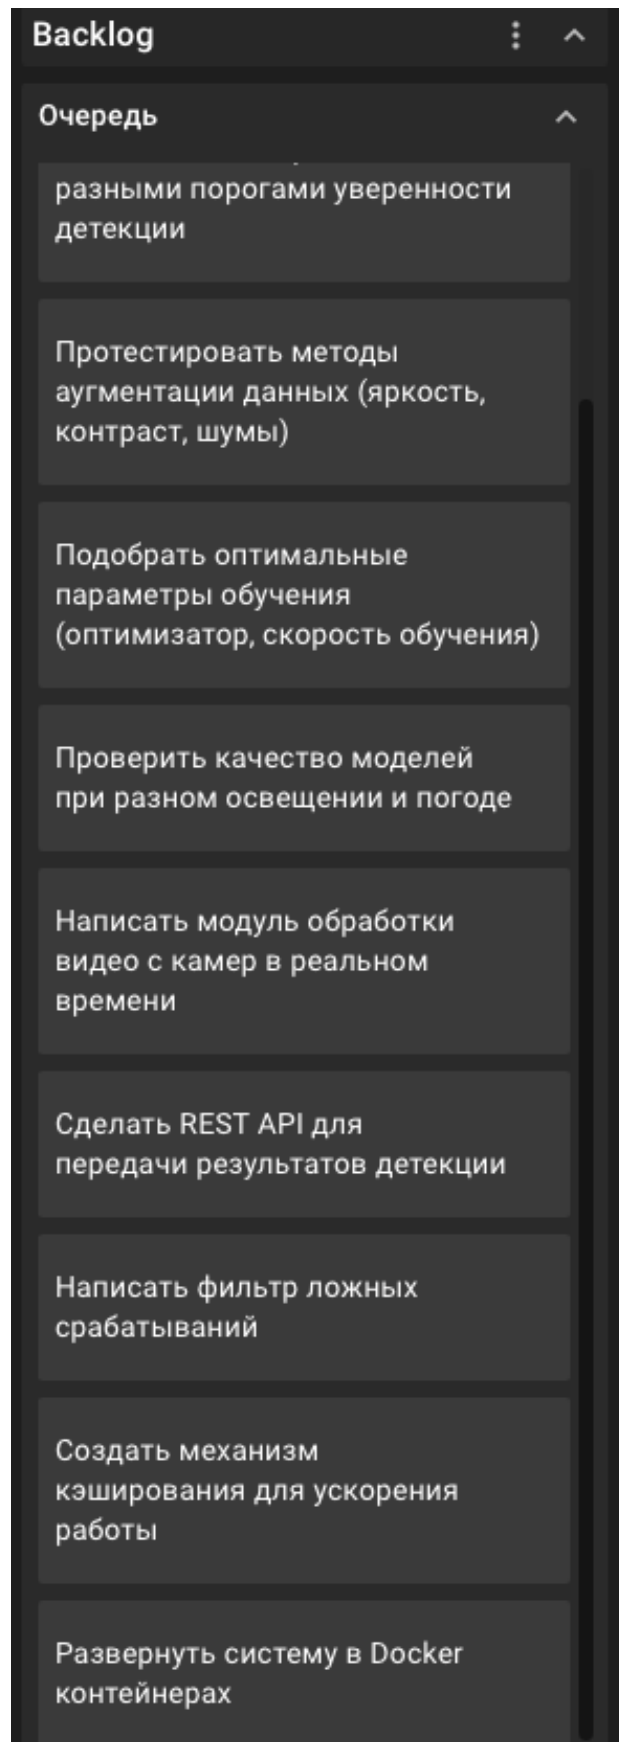 Backlog
Очередь
разными порогами уверенности
детекции
Протестировать методы
аугментации данных (яркость,
контраст, шумы)
Подобрать оптимальные
параметры обучения
(оптимизатор, скорость обучения)
Проверить качество моделей
при разном освещении и погоде
Написать модуль обработки
видео с камер в реальном
времени
Сделать REST API для
передачи результатов детекции
Написать фильтр ложных
срабатываний
Создать механизм
кэширования для ускорения
работы
Развернуть систему в Docker
контейнерах